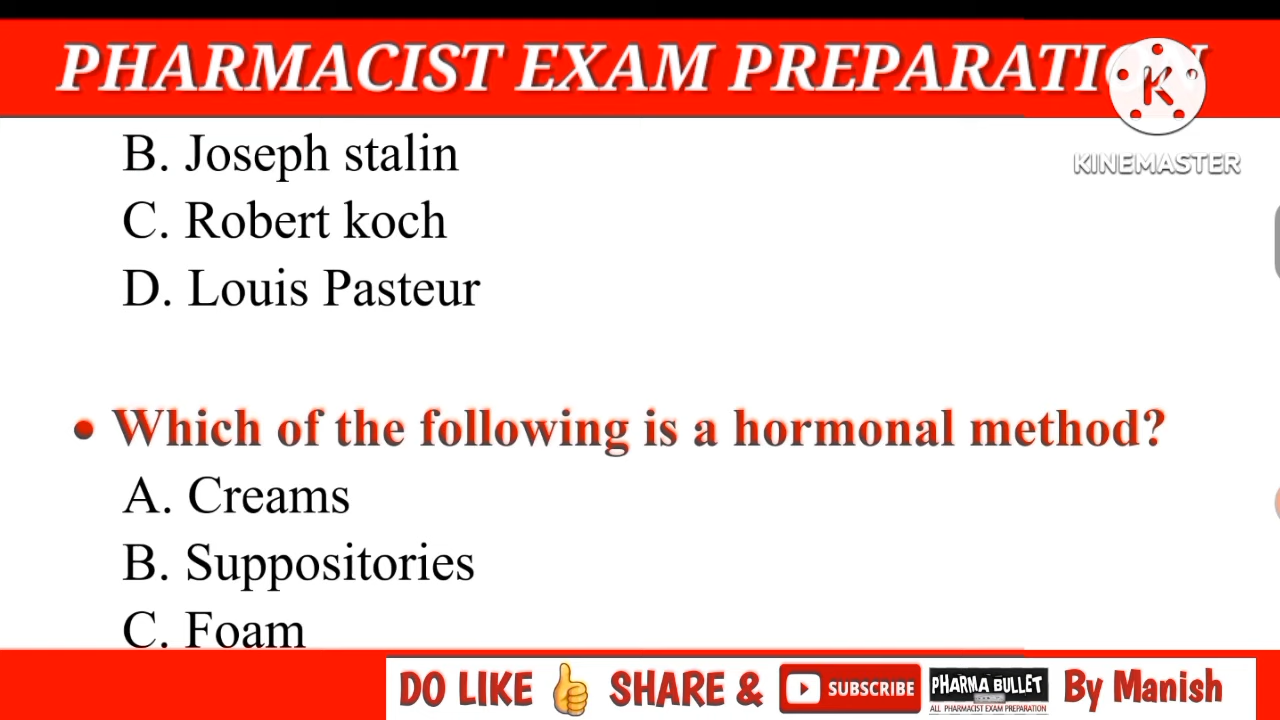 PHARMACIST EXAM PREPARATION
K
KINEMASTER
B. Joseph stalin
C. Robert koch
D. Louis Pasteur
• Which of the following is a hormonal method?
A. Creams
B. Suppositories
C. Foam
DO LIKE 👍 SHARE & SUBSCRIBE PHARMA BULLET By Manish
ALL PHARMACIST EXAM PREPARATION